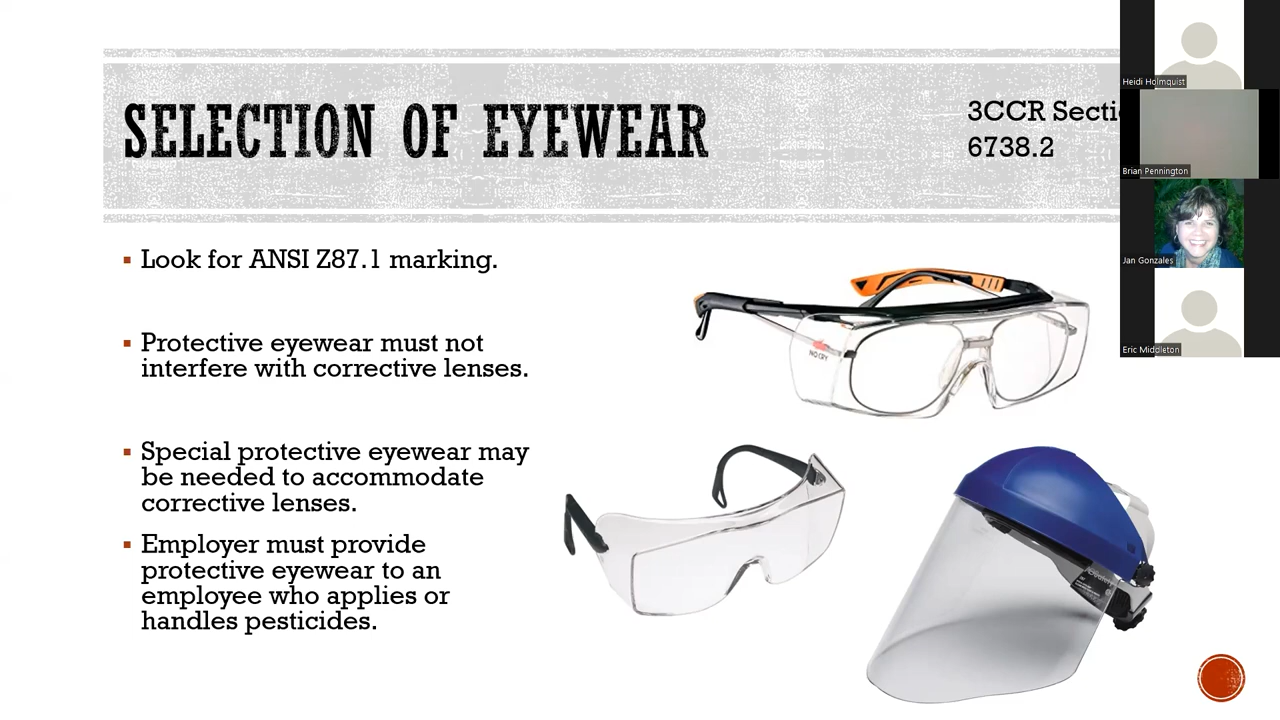 SELECTION OF EYEWEAR
3CCR Secti
6738.2
Look for ANSI Z87.1 marking.
Protective eyewear must not
interfere with corrective lenses.
Special protective eyewear may
be needed to accommodate
corrective lenses.
Employer must provide
protective eyewear to an
employee who applies or
handles pesticides.
NOCRY
Heidi Holmquist
Brian Pennington
Jan Gonzales
Eric Middleton